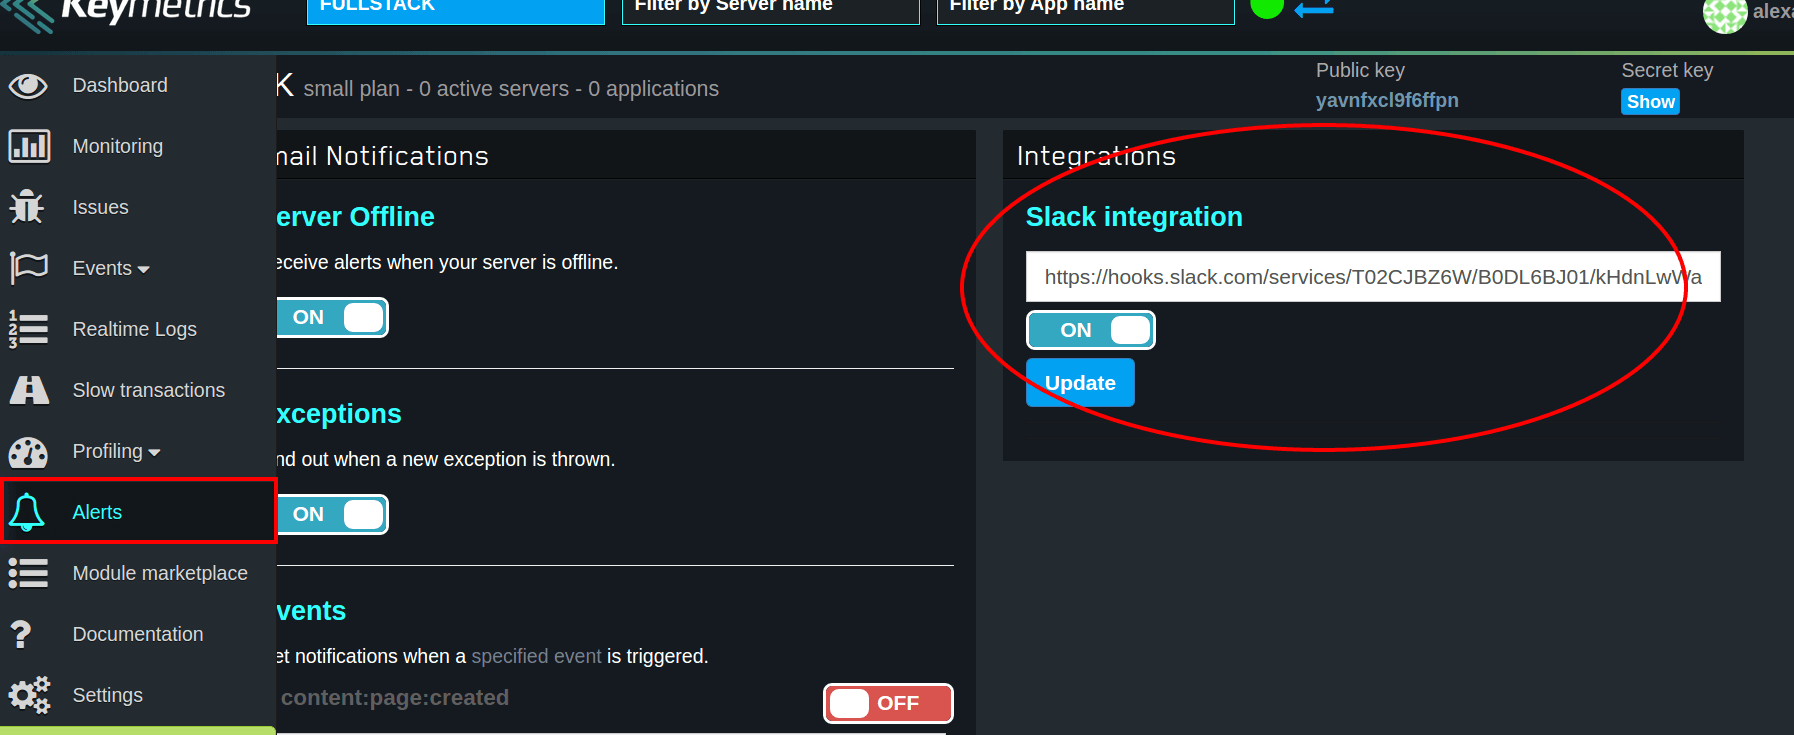 Keymetrics
FULLSTACK
Filter by Server name
Filter by App name
alexa
Dashboard
Monitoring
Issues
Events
Realtime Logs
Slow transactions
Profiling
Alerts
Module marketplace
Documentation
Settings
K small plan - 0 active servers - 0 applications
Public key
yavnfxcl9f6ffpn
Secret key
Show
mail Notifications
erver Offline
eceive alerts when your server is offline.
ON
xceptions
nd out when a new exception is thrown.
ON
vents
et notifications when a specified event is triggered.
content:page:created
OFF
Integrations
Slack integration
https://hooks.slack.com/services/T02CJBZ6W/B0DL6BJ01/kHdnLwWa
ON
Update